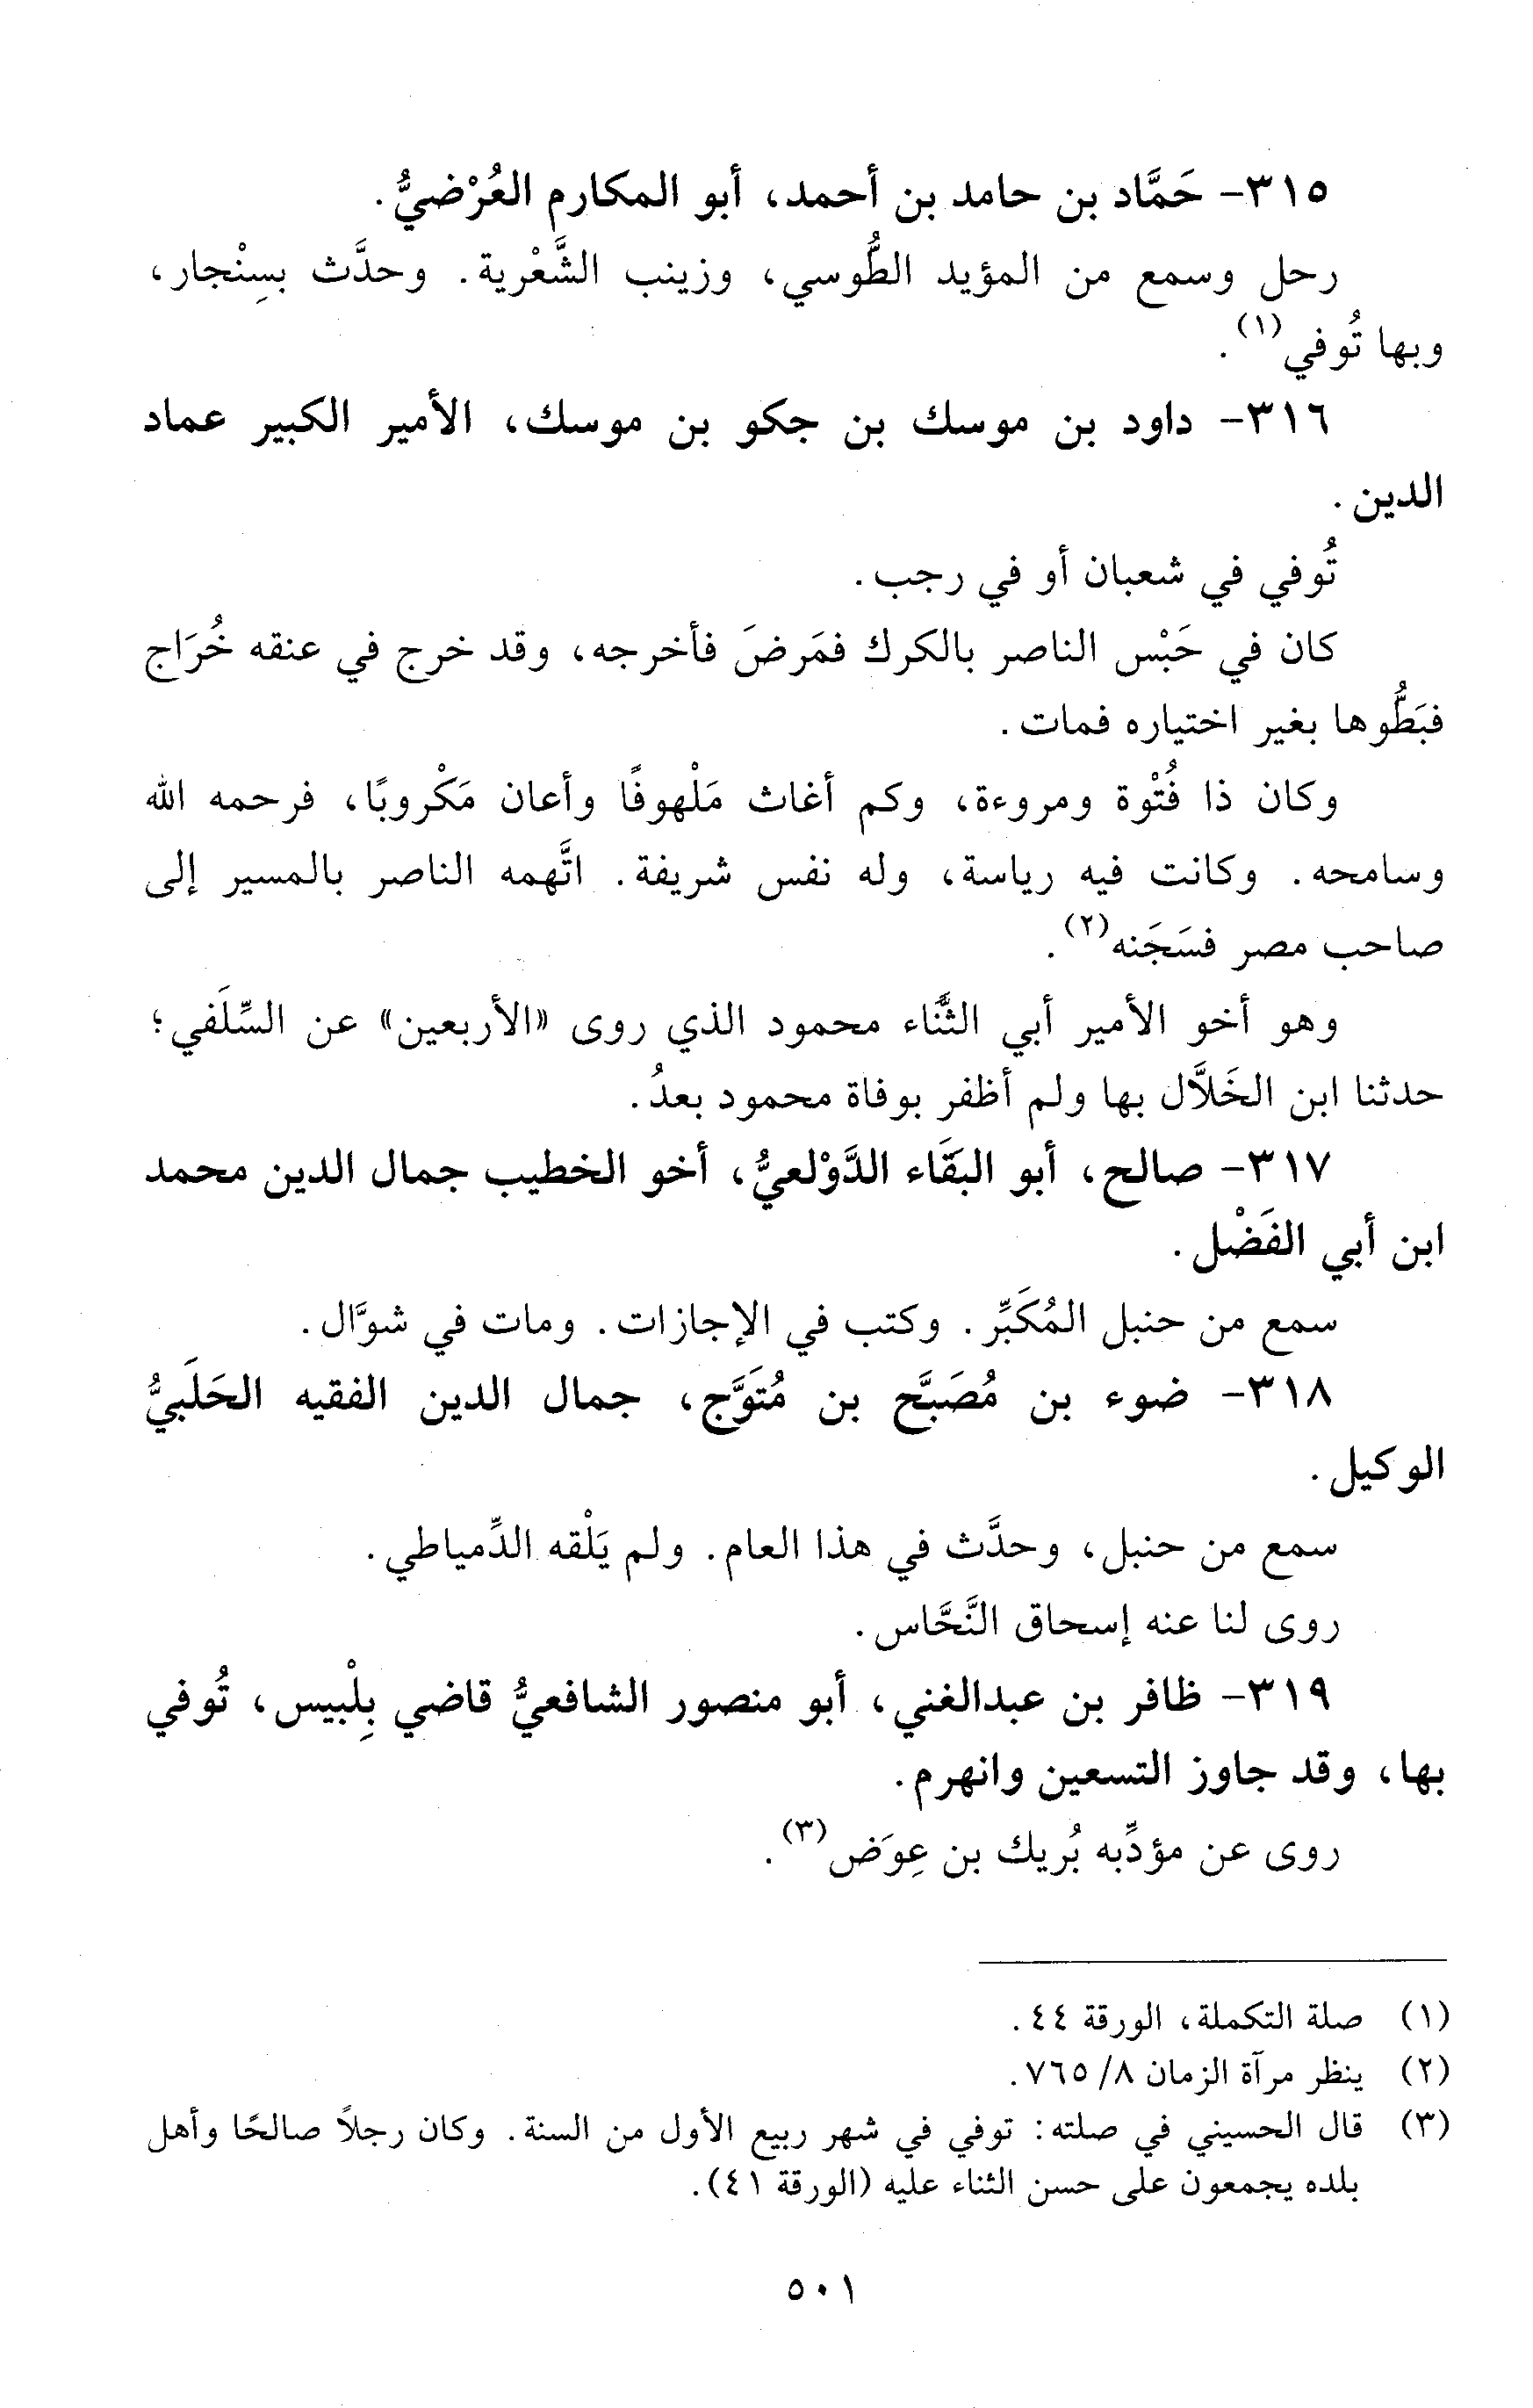 ٣١٥- حَمَّاد بن حامد بن أحمد، أبو المكارم العُرْضيُّ.
رحل وسمع من المؤيد الطُّوسي، وزينب الشَّعْرية. وحدَّث بسِنْجار،
وبها تُوفي(١).
٣١٦- داود بن موسك بن جكو بن موسك، الأمير الكبير عماد
الدين.
تُوفي في شعبان أو في رجب.
كان في حَبْس الناصر بالكرك فمَرضَ فأخرجه، وقد خرج في عنقه خُرَاج
فبَطُّوها بغير اختياره فمات.
وكان ذا فُتْوة ومروءة، وكم أغاث مَلْهوفًا وأعان مَكْروبًا، فرحمه الله
وسامحه. وكانت فيه رياسة، وله نفس شريفة. اتَّهمه الناصر بالمسير إلى
صاحب مصر فسَجَنه(٢).
وهو أخو الأمير أبي الثَّناء محمود الذي روى «الأربعين» عن السِّلَفي؛
حدثنا ابن الخَلاَّل بها ولم أظفر بوفاة محمود بعدُ.
٣١٧- صالح، أبو البَقَاء الدَّوْلعيُّ، أخو الخطيب جمال الدين محمد
ابن أبي الفَضْل.
سمع من حنبل المُكَبِّر. وكتب في الإجازات. ومات في شوَّال.
٣١٨- ضوء بن مُصَبَّح بن مُتَوَّج، جمال الدين الفقيه الحَلَبيُّ
الوكيل.
سمع من حنبل، وحدَّث في هذا العام. ولم يَلْقه الدِّمياطي.
روى لنا عنه إسحاق النَّحَّاس.
٣١٩- ظافر بن عبدالغني، أبو منصور الشافعيُّ قاضي بِلْبيس، تُوفي
بها، وقد جاوز التسعين وانهرم.
روى عن مؤدِّبه بُريك بن عِوَض(٣).
(١) صلة التكملة، الورقة ٤٤.
(٢) ينظر مرآة الزمان ٨/ ٧٦٥.
(٣) قال الحسيني في صلته: توفي في شهر ربيع الأول من السنة. وكان رجلاً صالحًا وأهل
بلده يجمعون على حسن الثناء عليه (الورقة ٤١).
٥٠١